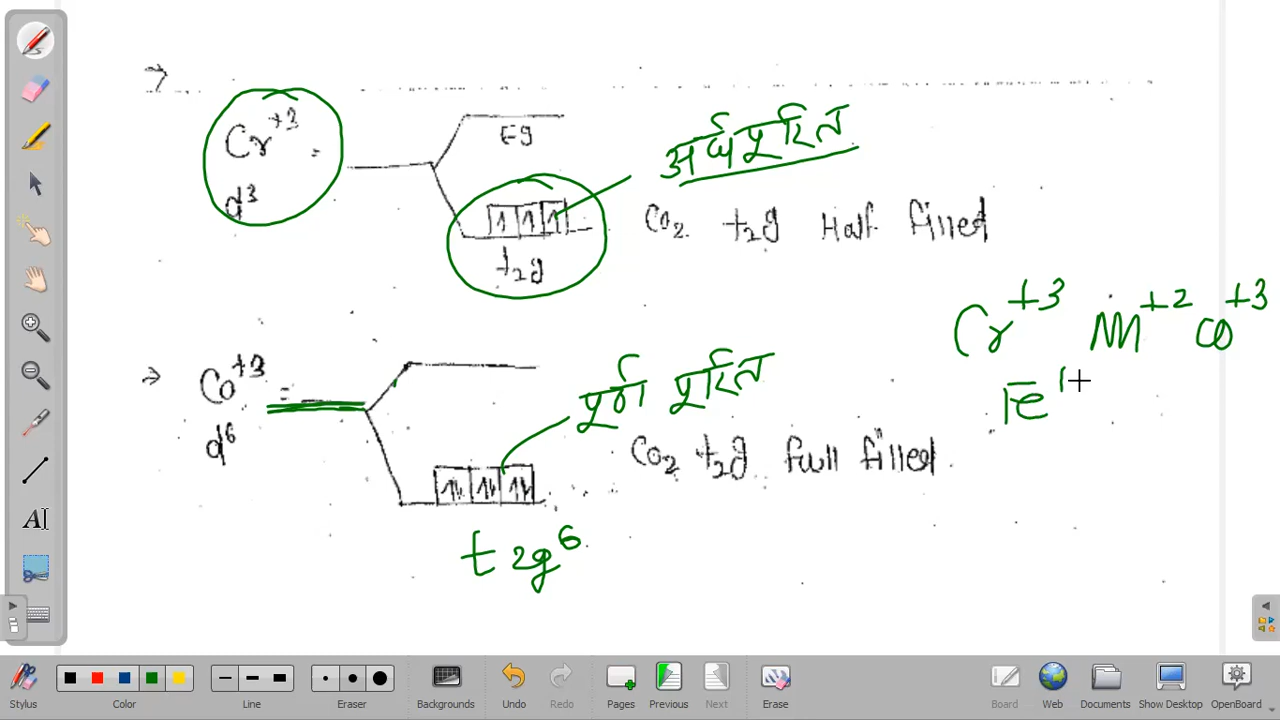 Cr+3 =
Eg
अर्धपूरित
d3
t2g
Co2 t2g Half filled
Cr+3 Mn+2 Co+3
Co+3 =
पूर्ण पूरित
Fe
d6
Co2 t2g full filled
t2g6
Stylus
Color
Line
Eraser
Backgrounds
Undo
Redo
Pages
Previous
Next
Erase
Board
Web
Documents
Show Desktop
OpenBoard